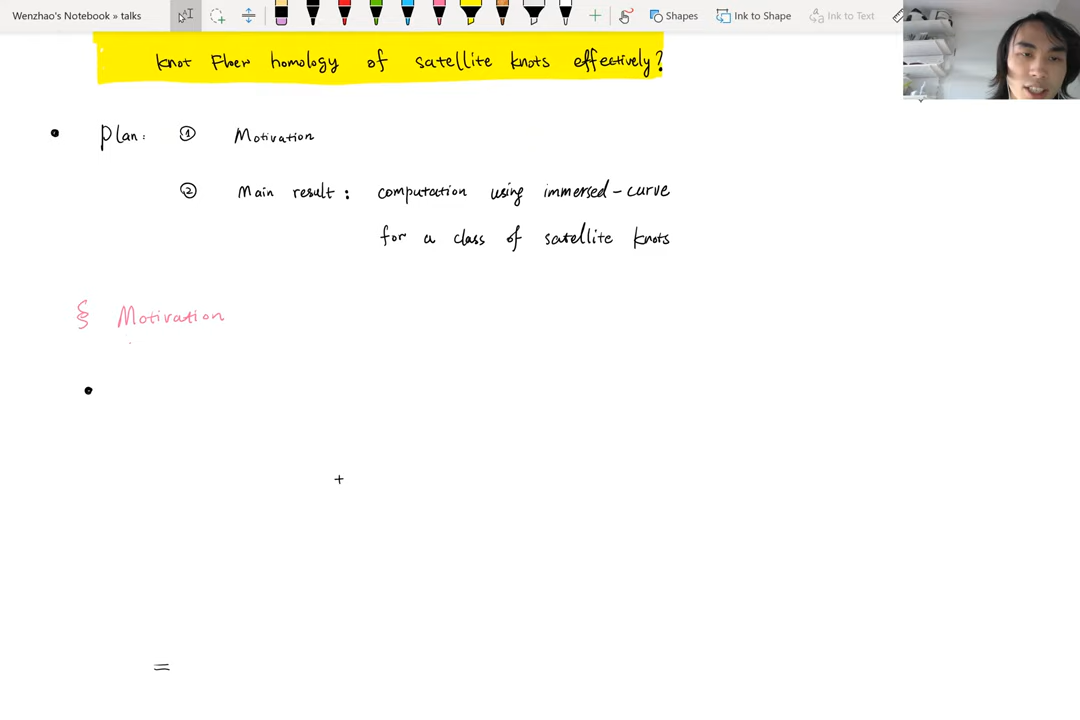 Wenzhao's Notebook » talks
Shapes
Ink to Shape
Ink to Text
knot Floer homology of satellite knots effectively?
• Plan: ① Motivation
② Main result: computation using immersed-curve
for a class of satellite knots
§ Motivation
•
+
=